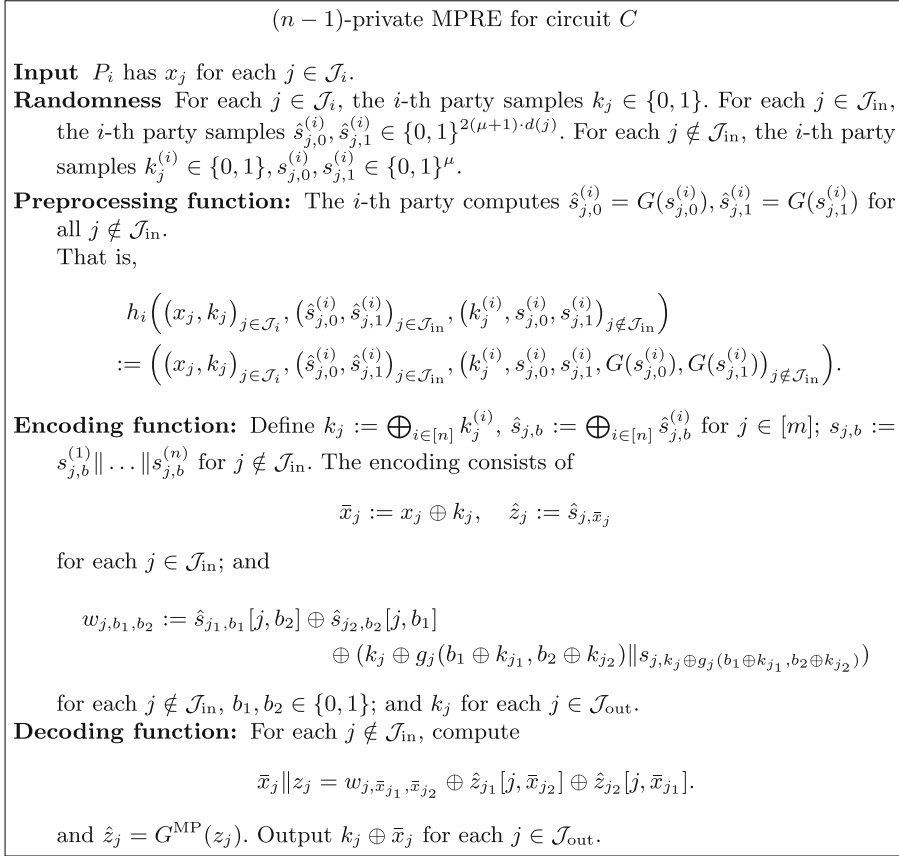 (n − 1)-private MPRE for circuit C
Input P_i has x_j for each j ∈ 𝒥_i.
Randomness For each j ∈ 𝒥_i, the i-th party samples k_j ∈ {0, 1}. For each j ∈ 𝒥_in,
the i-th party samples ŝ^{(i)}_{j,0}, ŝ^{(i)}_{j,1} ∈ {0, 1}^{2(μ+1)·d(j)}. For each j ∉ 𝒥_in, the i-th party
samples k^{(i)}_j ∈ {0, 1}, s^{(i)}_{j,0}, s^{(i)}_{j,1} ∈ {0, 1}^μ.
Preprocessing function: The i-th party computes ŝ^{(i)}_{j,0} = G(s^{(i)}_{j,0}), ŝ^{(i)}_{j,1} = G(s^{(i)}_{j,1}) for
all j ∉ 𝒥_in.
That is,
h_i((x_j, k_j)_{j∈𝒥_i}, (ŝ^{(i)}_{j,0}, ŝ^{(i)}_{j,1})_{j∈𝒥_in}, (k^{(i)}_j, s^{(i)}_{j,0}, s^{(i)}_{j,1})_{j∉𝒥_in})
:= ((x_j, k_j)_{j∈𝒥_i}, (ŝ^{(i)}_{j,0}, ŝ^{(i)}_{j,1})_{j∈𝒥_in}, (k^{(i)}_j, s^{(i)}_{j,0}, s^{(i)}_{j,1}, G(s^{(i)}_{j,0}), G(s^{(i)}_{j,1}))_{j∉𝒥_in}).
Encoding function: Define k_j := ⊕_{i∈[n]} k^{(i)}_j, ŝ_{j,b} := ⊕_{i∈[n]} ŝ^{(i)}_{j,b} for j ∈ [m]; s_{j,b} :=
s^{(1)}_{j,b}‖ … ‖s^{(n)}_{j,b} for j ∉ 𝒥_in. The encoding consists of
x̄_j := x_j ⊕ k_j, ẑ_j := ŝ_{j,x̄_j}
for each j ∈ 𝒥_in; and
w_{j,b_1,b_2} := ŝ_{j_1,b_1}[j, b_2] ⊕ ŝ_{j_2,b_2}[j, b_1]
⊕ (k_j ⊕ g_j(b_1 ⊕ k_{j_1}, b_2 ⊕ k_{j_2})‖s_{j,k_j⊕g_j(b_1⊕k_{j_1},b_2⊕k_{j_2})})
for each j ∉ 𝒥_in, b_1, b_2 ∈ {0, 1}; and k_j for each j ∈ 𝒥_out.
Decoding function: For each j ∉ 𝒥_in, compute
x̄_j‖z_j = w_{j,x̄_{j_1},x̄_{j_2}} ⊕ ẑ_{j_1}[j, x̄_{j_2}] ⊕ ẑ_{j_2}[j, x̄_{j_1}].
and ẑ_j = G^{MP}(z_j). Output k_j ⊕ x̄_j for each j ∈ 𝒥_out.